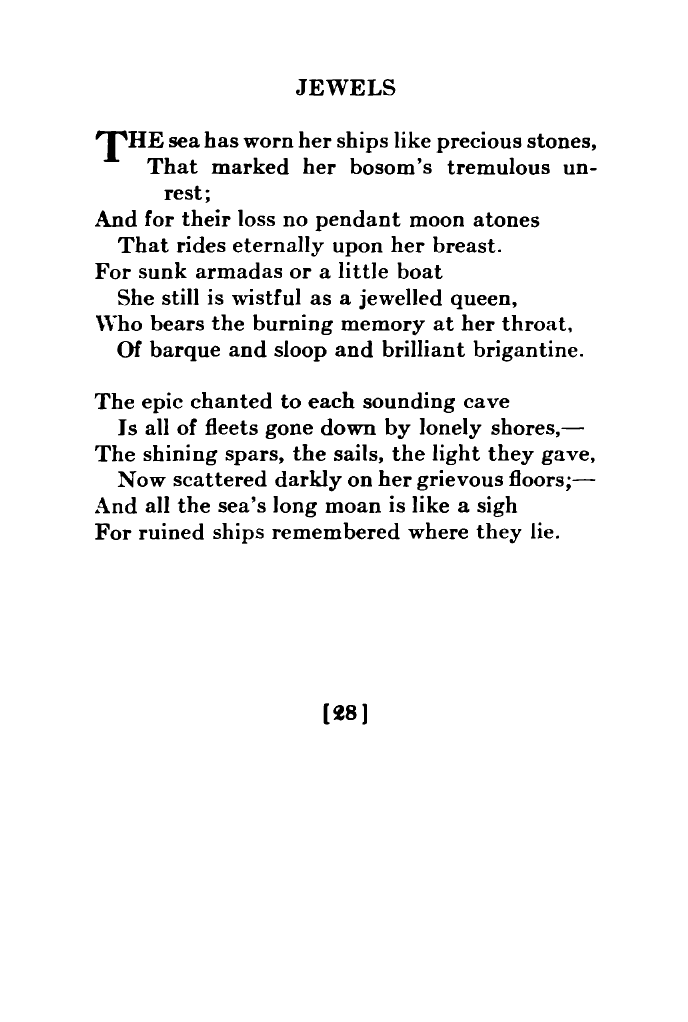 JEWELS
THE sea has worn her ships like precious stones,
That marked her bosom's tremulous un-
rest;
And for their loss no pendant moon atones
That rides eternally upon her breast.
For sunk armadas or a little boat
She still is wistful as a jewelled queen,
Who bears the burning memory at her throat,
Of barque and sloop and brilliant brigantine.
The epic chanted to each sounding cave
Is all of fleets gone down by lonely shores,—
The shining spars, the sails, the light they gave,
Now scattered darkly on her grievous floors;—
And all the sea's long moan is like a sigh
For ruined ships remembered where they lie.
[28]